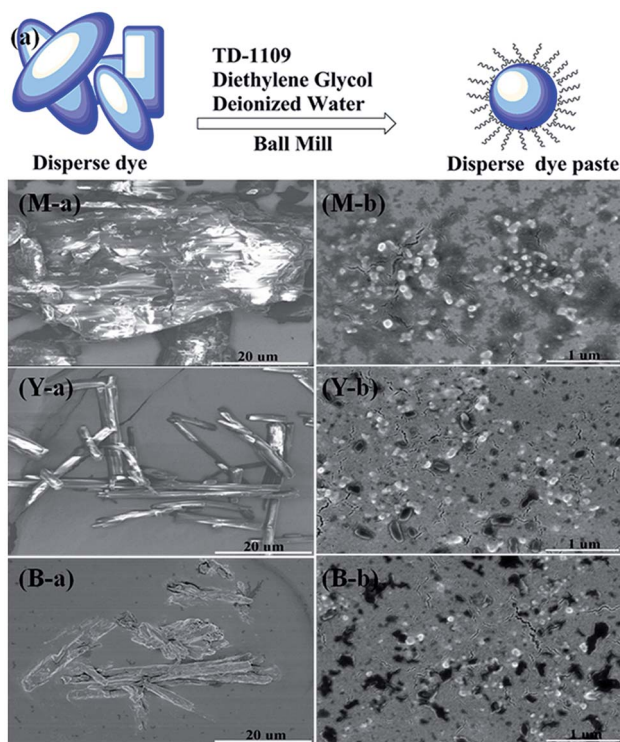 (a)
TD-1109
Diethylene Glycol
Deionized Water
Ball Mill
Disperse dye
Disperse dye paste
(M-a)
20 um
(M-b)
1 um
(Y-a)
20 um
(Y-b)
1 um
(B-a)
20 um
(B-b)
1 um